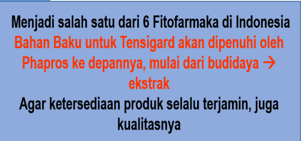 Menjadi salah satu dari 6 Fitofarmaka di Indonesia
Bahan Baku untuk Tensigard akan dipenuhi oleh
Phapros ke depannya, mulai dari budidaya →
ekstrak
Agar ketersediaan produk selalu terjamin, juga
kualitasnya